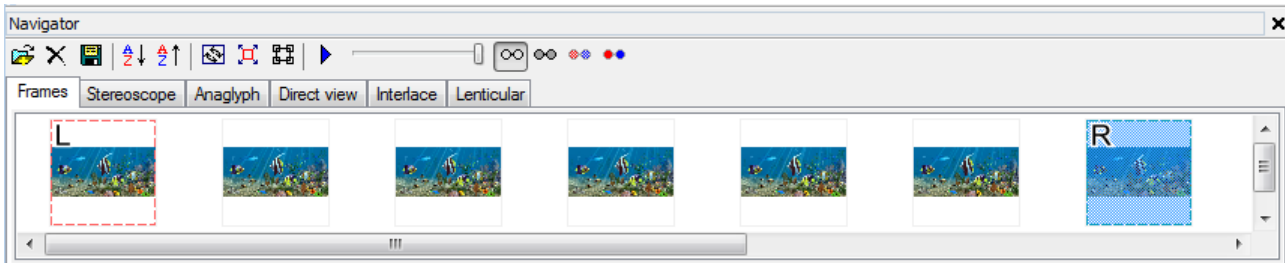 Navigator
Frames Stereoscope Anaglyph Direct view Interlace Lenticular
L R